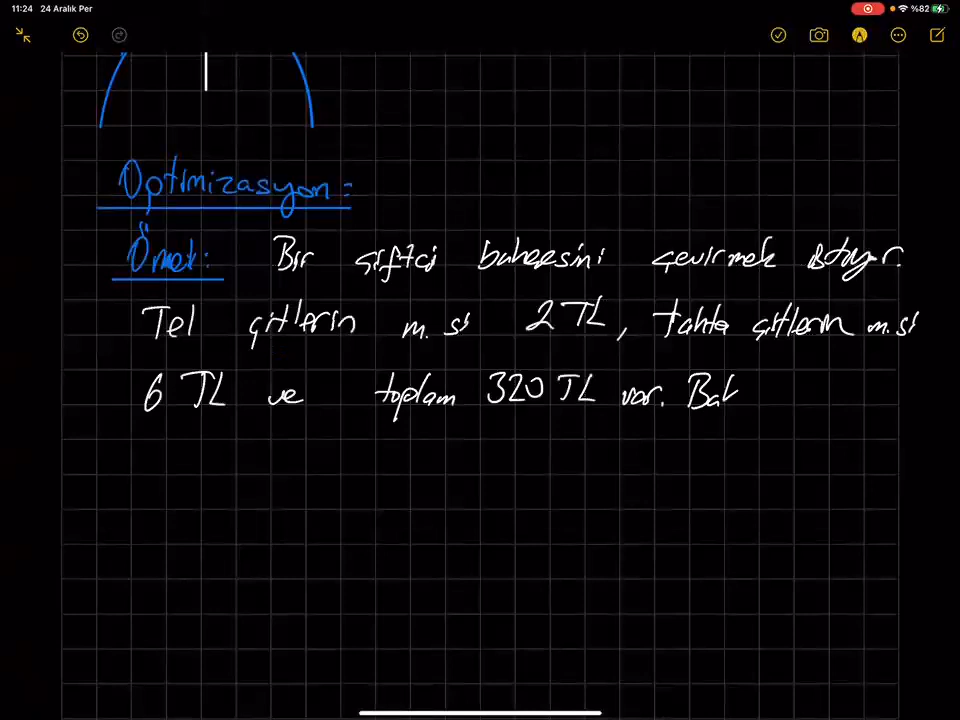 11:24 24 Aralık Per %82
Optimizasyon:
Örnek: Bir çiftçi bahçesini çevirmek istiyor.
Tel çitlerin m.si 2 TL, tahta çitlerin m.si
6 TL ve toplam 320 TL var. Bah